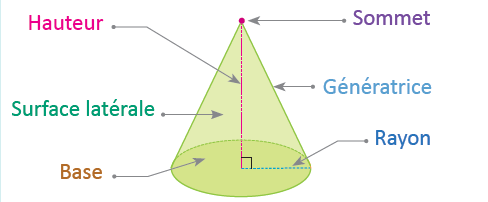 Hauteur
Sommet
Génératrice
Surface latérale
Rayon
Base